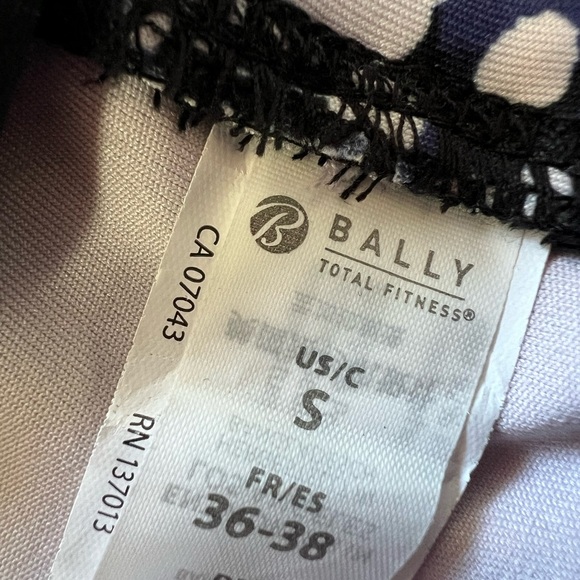 B BALLY
TOTAL FITNESS®
US/C
S
FR/ES
36-38
CA 07043
RN 137013